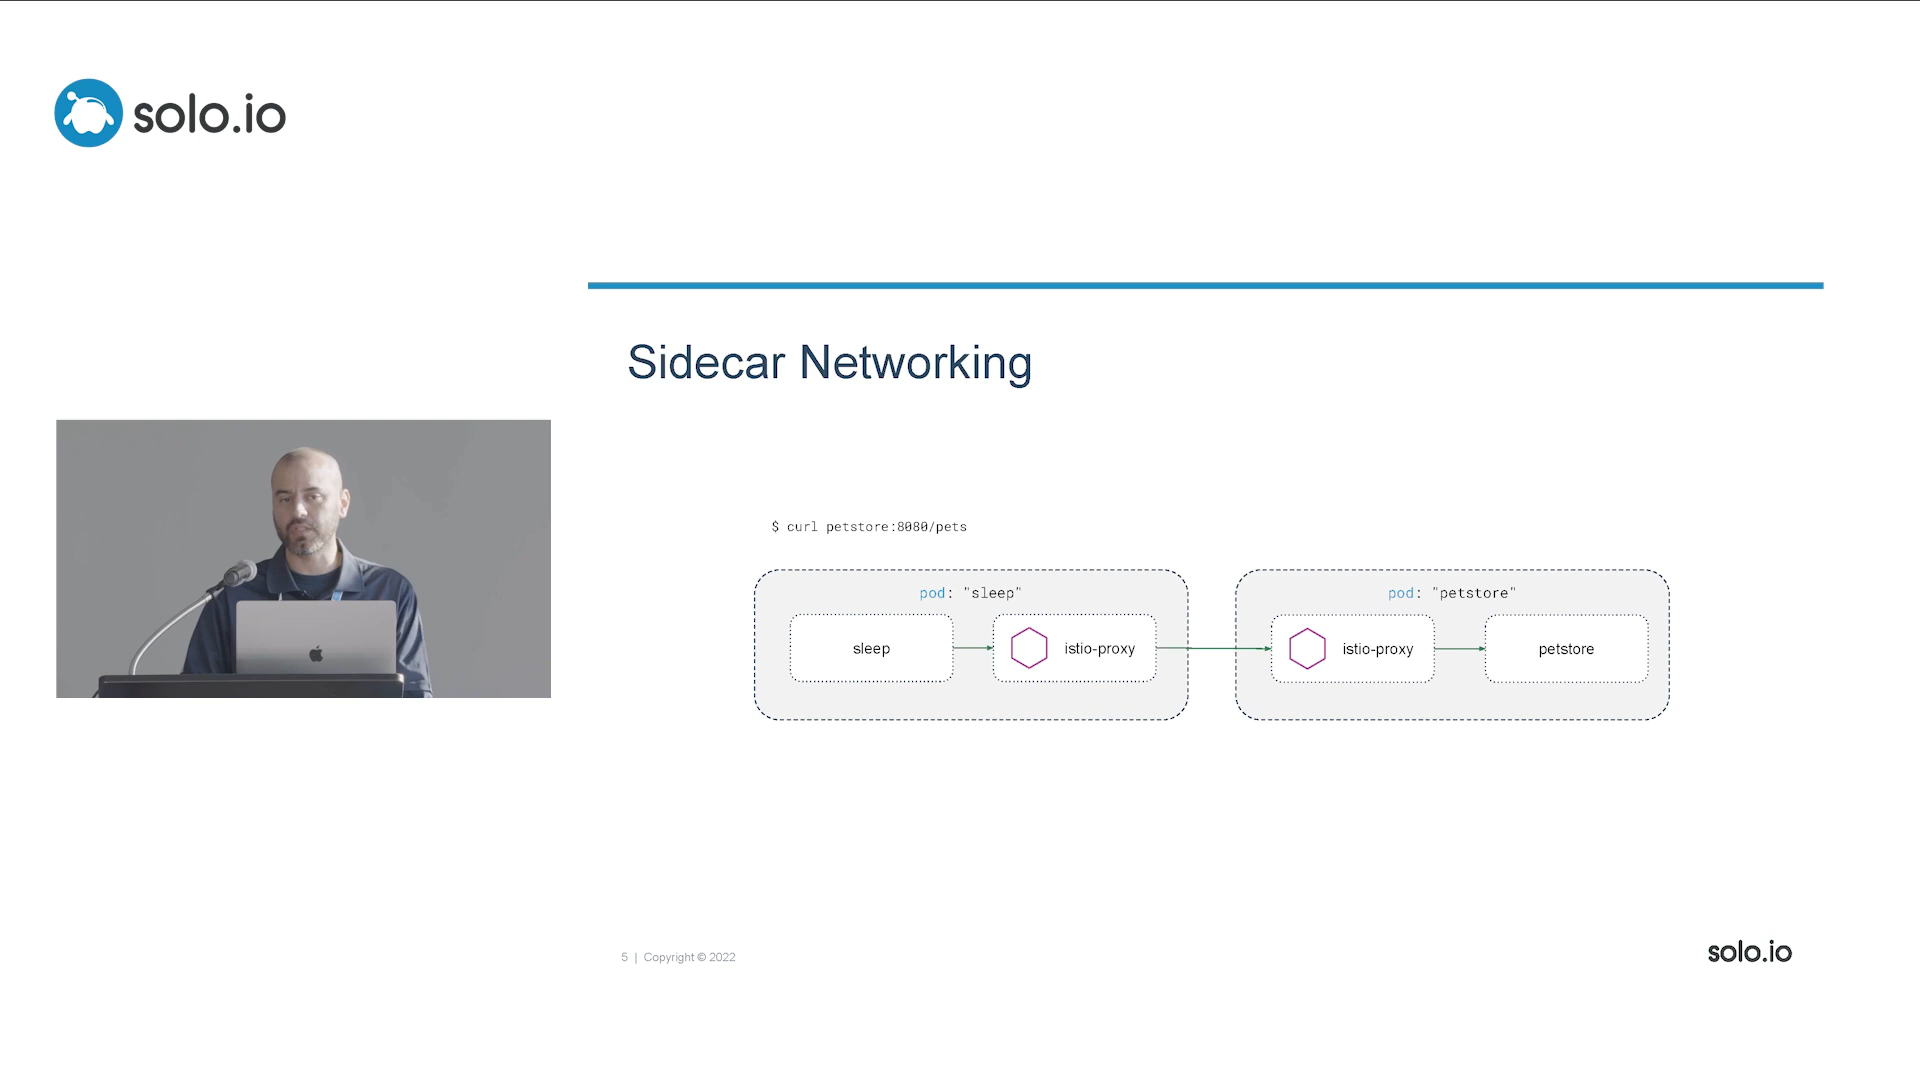 solo.io
Sidecar Networking
$ curl petstore:8080/pets
pod: "sleep"
sleep
istio-proxy
pod: "petstore"
istio-proxy
petstore
5 | Copyright © 2022
solo.io